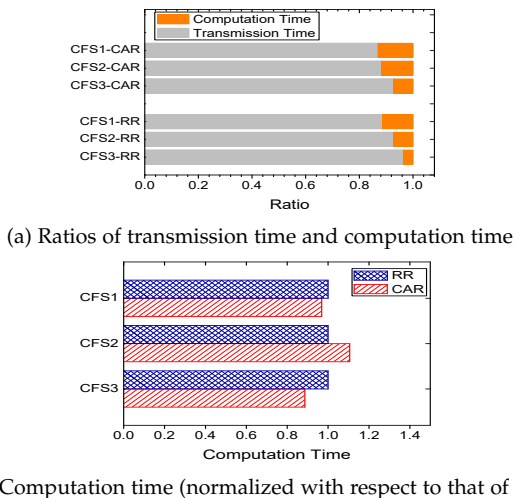 Computation Time
Transmission Time
CFS1-CAR
CFS2-CAR
CFS3-CAR
CFS1-RR
CFS2-RR
CFS3-RR
0.0 0.2 0.4 0.6 0.8 1.0
Ratio
(a) Ratios of transmission time and computation time
RR
CAR
CFS1
CFS2
CFS3
0.0 0.2 0.4 0.6 0.8 1.0 1.2 1.4
Computation Time
Computation time (normalized with respect to that of